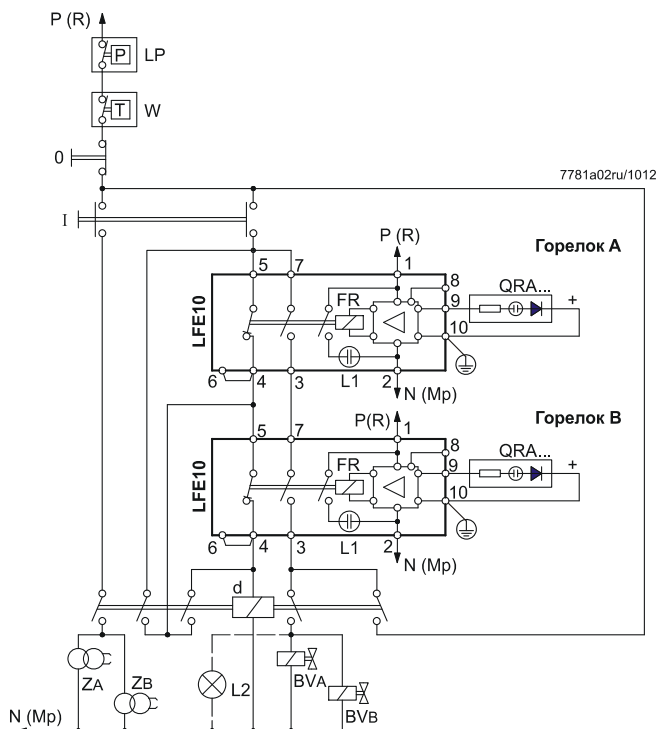 P (R)
P
LP
T
W
0
7781a02ru/1012
I
P (R)
Горелок A
5
7
1
8
LFE10
FR
9
QRA...
+
10
L1
6
4
3
2
N (Mp)
P(R)
Горелок B
5
7
1
8
LFE10
FR
9
QRA...
+
10
L1
6
4
3
2
N (Mp)
d
ZA
ZB
L2
BVA
BVB
N (Mp)